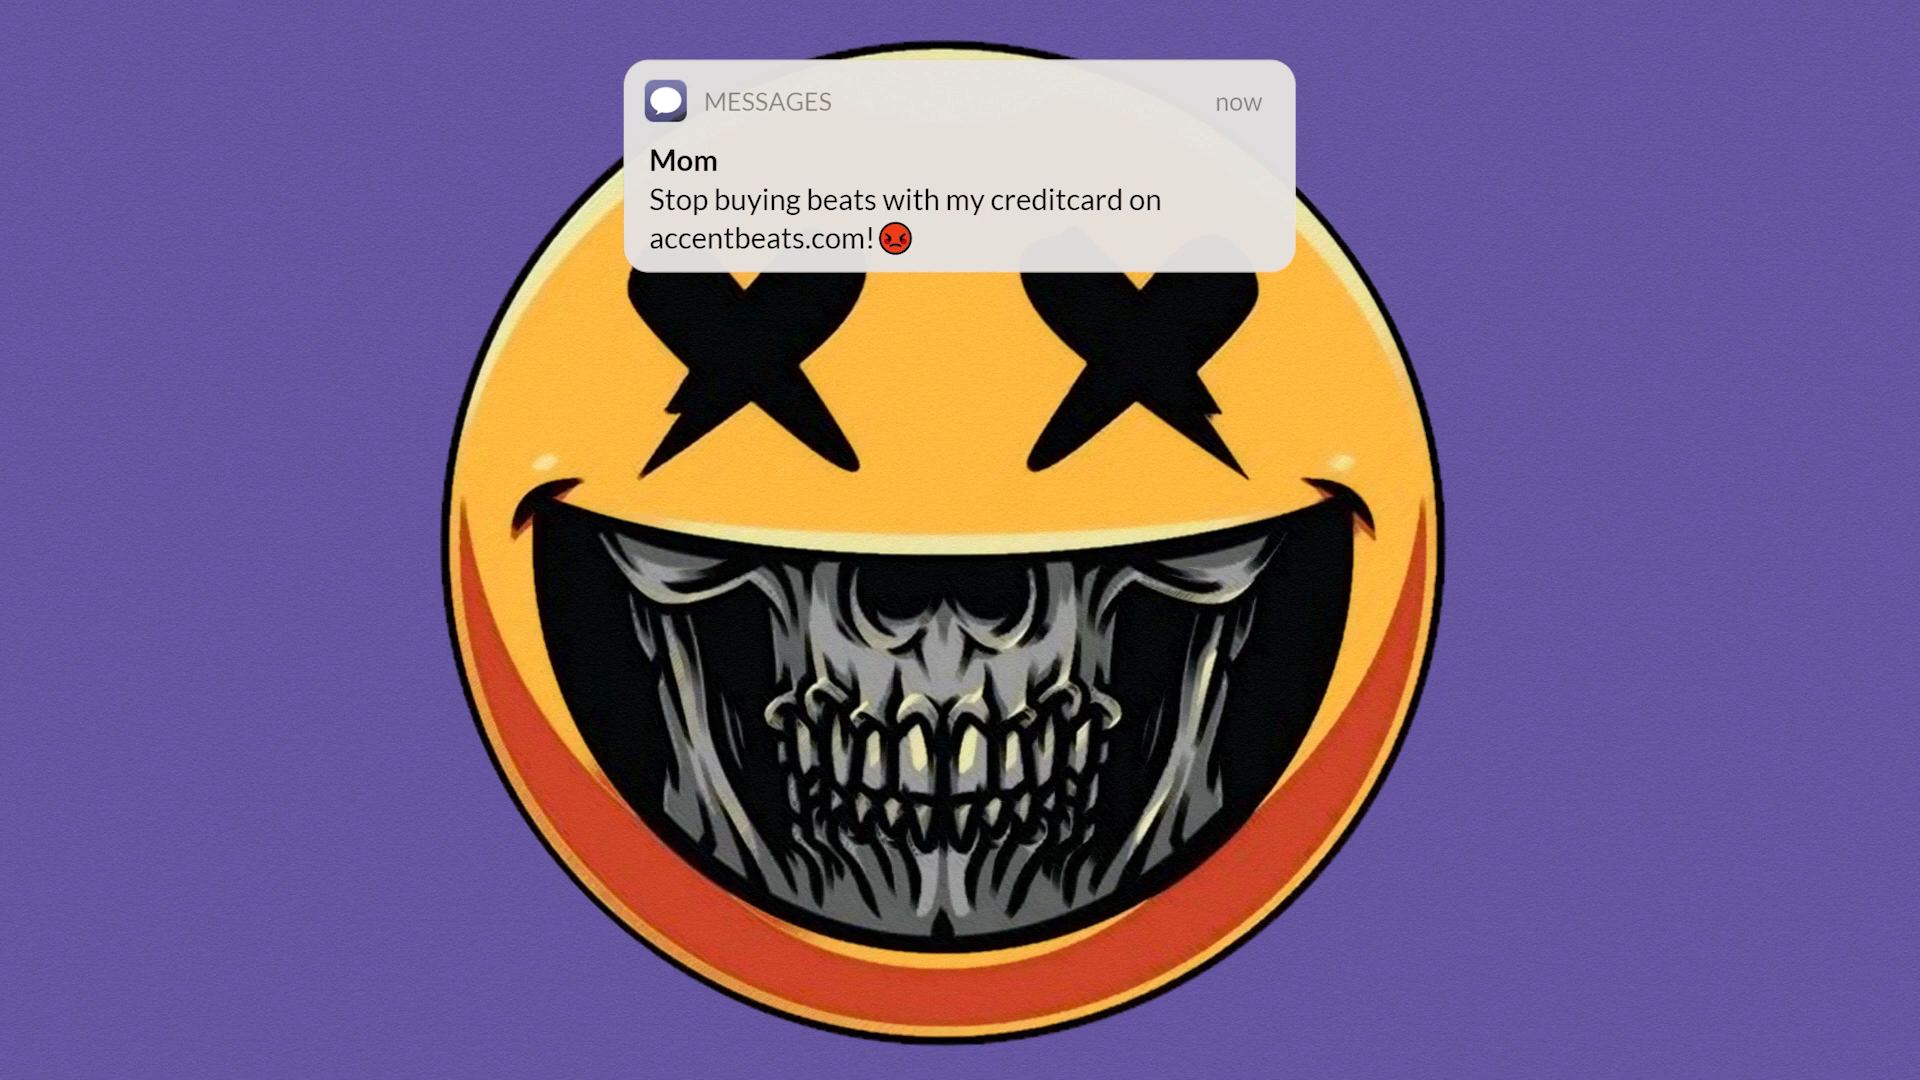 MESSAGES now
Mom
Stop buying beats with my creditcard on
accentbeats.com!😡